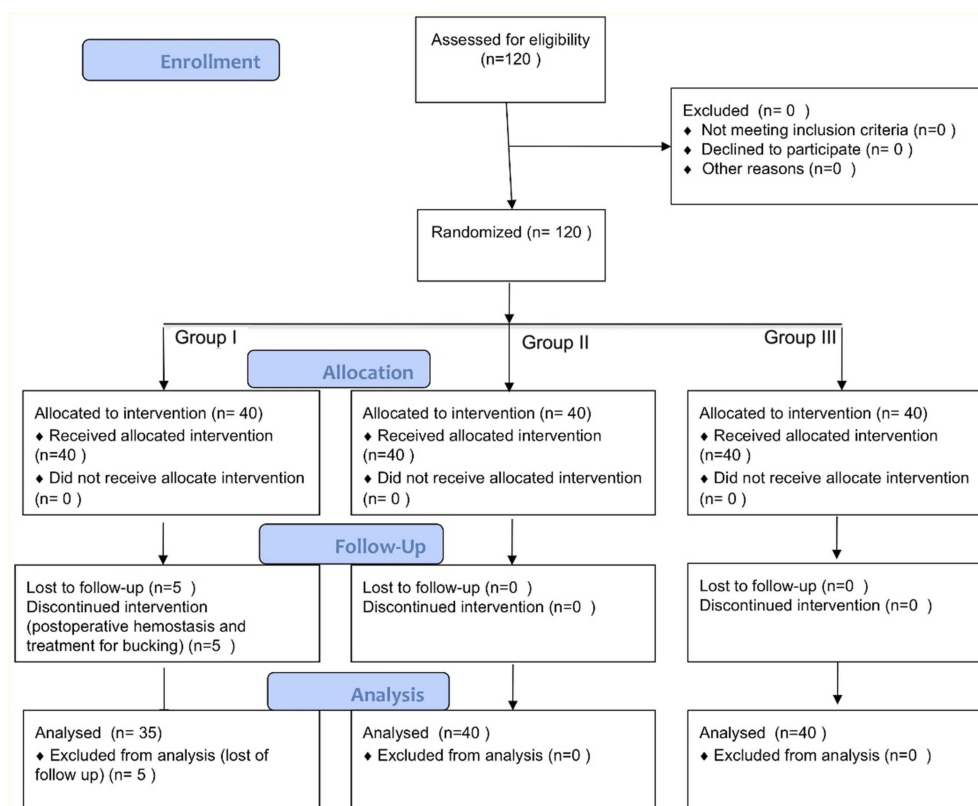 Enrollment
Assessed for eligibility
(n=120 )
Excluded (n= 0 )
♦ Not meeting inclusion criteria (n=0 )
♦ Declined to participate (n= 0 )
♦ Other reasons (n=0 )
Randomized (n= 120 )
Group I
Group II
Group III
Allocation
Allocated to intervention (n= 40)
♦ Received allocated intervention
(n=40)
♦ Did not receive allocate intervention
(n= 0 )
Allocated to intervention (n= 40)
♦ Received allocated intervention
(n=40)
♦ Did not receive allocated intervention
(n= 0 )
Allocated to intervention (n= 40)
♦ Received allocated intervention
(n=40)
♦ Did not receive allocate intervention
(n= 0 )
Follow-Up
Lost to follow-up (n=5 )
Discontinued intervention
(postoperative hemostasis and
treatment for bucking) (n=5 )
Lost to follow-up (n=0 )
Discontinued intervention (n=0 )
Lost to follow-up (n=0 )
Discontinued intervention (n=0 )
Analysis
Analysed (n= 35)
♦ Excluded from analysis (lost of
follow up) (n= 5 )
Analysed (n=40 )
♦ Excluded from analysis (n=0 )
Analysed (n=40 )
♦ Excluded from analysis (n=0 )